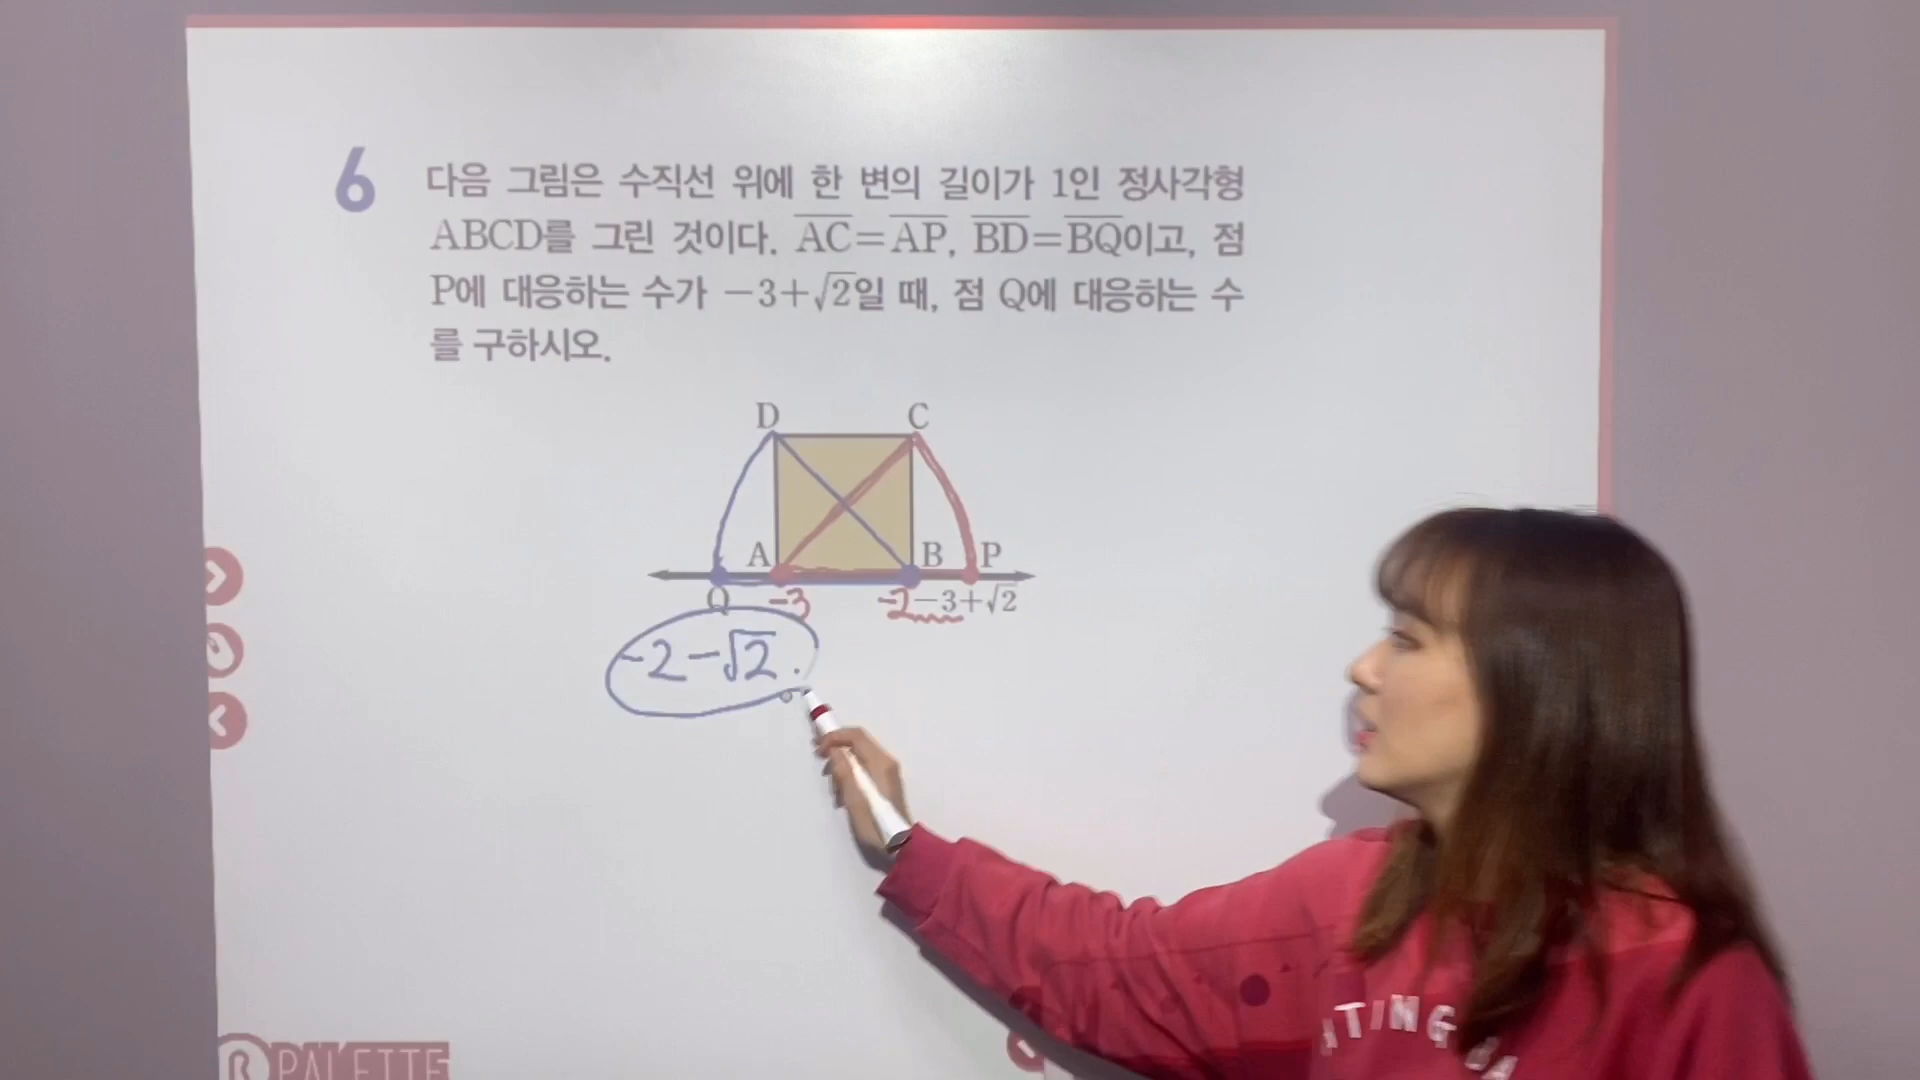 6
다음 그림은 수직선 위에 한 변의 길이가 1인 정사각형
ABCD를 그린 것이다. AC=AP, BD=BQ이고, 점
P에 대응하는 수가 -3+√2일 때, 점 Q에 대응하는 수
를 구하시오.
D C
A B P
Q -3 -2 -3+√2
-2-√2
PALETTE